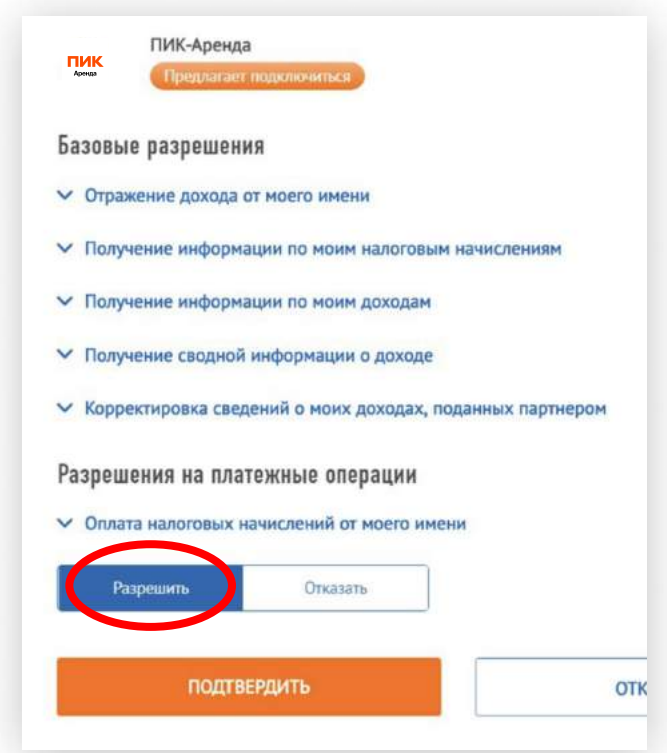 ПИК-Аренда
ПИК
Аренда
Предлагает подключиться
Базовые разрешения
Отражение дохода от моего имени
Получение информации по моим налоговым начислениям
Получение информации по моим доходам
Получение сводной информации о доходе
Корректировка сведений о моих доходах, поданных партнером
Разрешения на платежные операции
Оплата налоговых начислений от моего имени
Разрешить Отказать
ПОДТВЕРДИТЬ ОТК